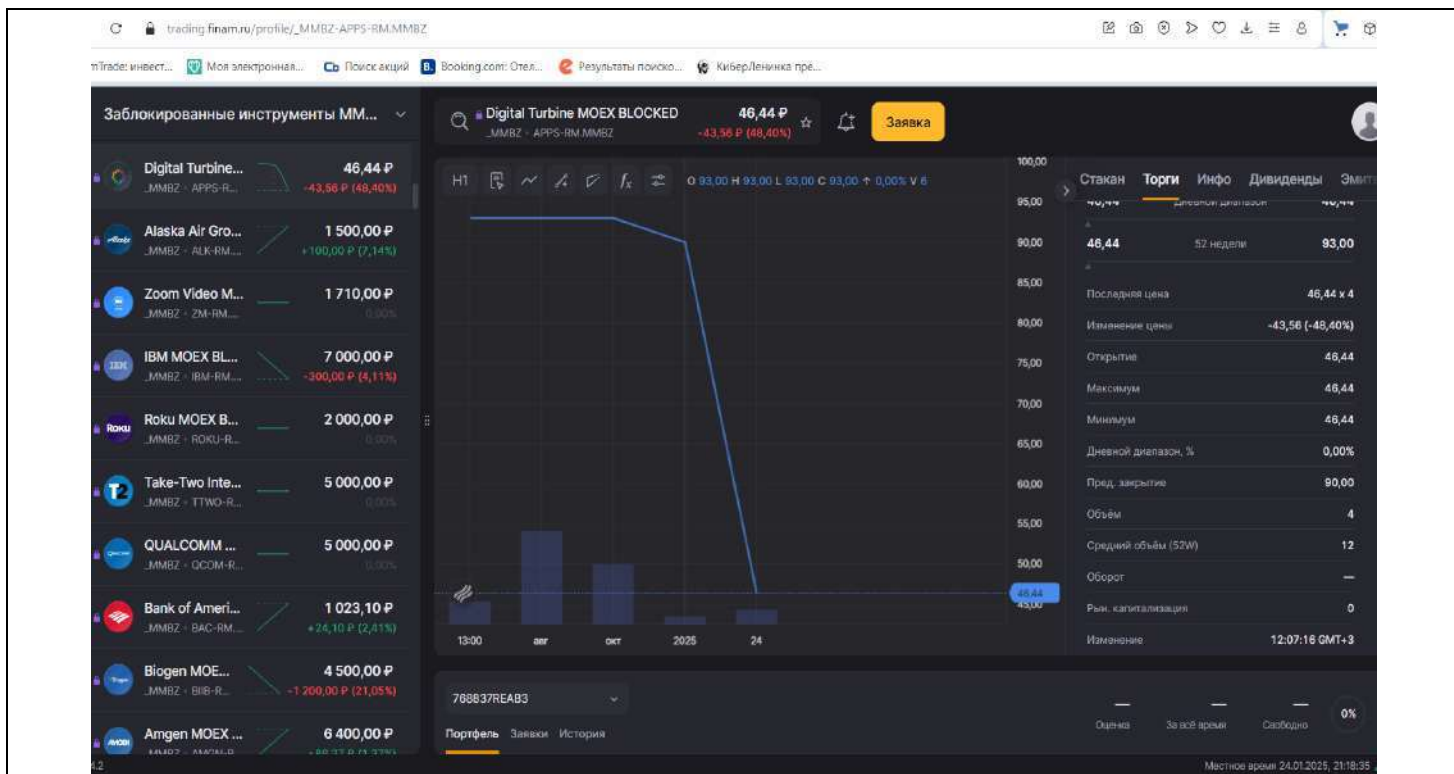 trading.finam.ru/profile/_MMBZ-APPS-RM.MMBZ
mTrade: инвест... Моя электронная... Поиск акций Booking.com: Отел... Результаты поиско... КиберЛенинка пре...
Заблокированные инструменты ММ...
Digital Turbine... 46,44 ₽
_MMBZ · APPS-R... -43,56 ₽ (48,40%)
Alaska Air Gro... 1 500,00 ₽
_MMBZ · ALK-RM.... +100,00 ₽ (7,14%)
Zoom Video M... 1 710,00 ₽
_MMBZ · ZM-RM.... 0,00%
IBM MOEX BL... 7 000,00 ₽
_MMBZ · IBM-RM.... -300,00 ₽ (4,11%)
Roku MOEX B... 2 000,00 ₽
_MMBZ · ROKU-R... 0,00%
Take-Two Inte... 5 000,00 ₽
_MMBZ · TTWO-R... 0,00%
QUALCOMM ... 5 000,00 ₽
_MMBZ · QCOM-R... 0,00%
Bank of Ameri... 1 023,10 ₽
_MMBZ · BAC-RM.... +24,10 ₽ (2,41%)
Biogen MOE... 4 500,00 ₽
_MMBZ · BIIB-R... -1 200,00 ₽ (21,05%)
Amgen MOEX ... 6 400,00 ₽
Digital Turbine MOEX BLOCKED 46,44 ₽
_MMBZ · APPS-RM.MMBZ -43,56 ₽ (48,40%)
Заявка
H1 O 93,00 H 93,00 L 93,00 C 93,00 ↑ 0,00% V 6
100,00
95,00
90,00
85,00
80,00
75,00
70,00
65,00
60,00
55,00
50,00
46,44
45,00
13:00 авг окт 2025 24
Стакан Торги Инфо Дивиденды Эмит
46,44 Дневной диапазон 46,44
46,44 52 недели 93,00
Последняя цена 46,44 x 4
Изменение цены -43,56 (-48,40%)
Открытие 46,44
Максимум 46,44
Минимум 46,44
Дневной диапазон, % 0,00%
Пред. закрытие 90,00
Объём 4
Средний объём (52W) 12
Оборот —
Рын. капитализация 0
Изменение 12:07:16 GMT+3
768837REAB3
Портфель Заявки История
— — — 0%
Оценка За всё время Свободно
4.2
Местное время 24.01.2025, 21:18:35